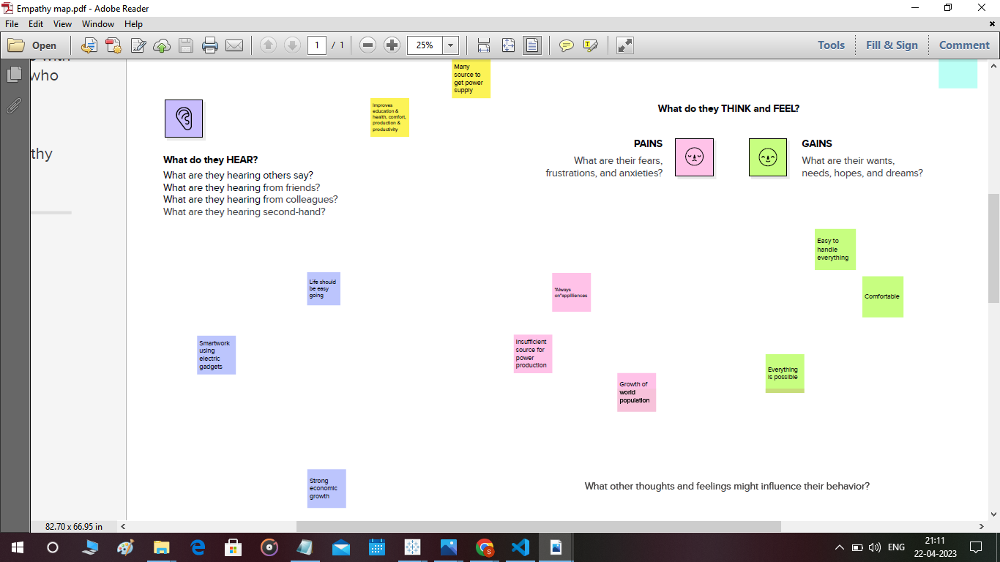 Empathy map.pdf - Adobe Reader
File Edit View Window Help
Open
1 / 1
25%
Tools Fill & Sign Comment
who
thy
Many
source to
get power
supply
Improves
education &
health, comfort,
production &
productivity
What do they HEAR?
What are they hearing others say?
What are they hearing from friends?
What are they hearing from colleagues?
What are they hearing second-hand?
What do they THINK and FEEL?
PAINS
What are their fears,
frustrations, and anxieties?
GAINS
What are their wants,
needs, hopes, and dreams?
Life should
be easy
going
Smartwork
using
electric
gadgets
Strong
economic
growth
"Always
on"appilliences
Insufficient
source for
power
production
Growth of
world
population
Easy to
handle
everything
Comfortable
Everything
is possible
What other thoughts and feelings might influence their behavior?
82.70 x 66.95 in
S
ENG
21:11
22-04-2023